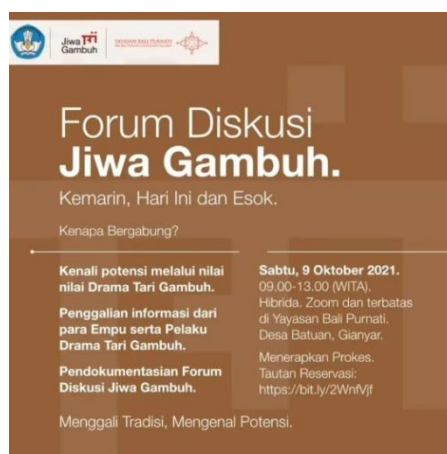 Jiwa
Gambuh
YAYASAN BALI PURNATI
Forum Diskusi
Jiwa Gambuh.
Kemarin, Hari Ini dan Esok.
Kenapa Bergabung?
Kenali potensi melalui nilai
nilai Drama Tari Gambuh.
Penggalian informasi dari
para Empu serta Pelaku
Drama Tari Gambuh.
Pendokumentasian Forum
Diskusi Jiwa Gambuh.
Sabtu, 9 Oktober 2021.
09.00-13.00 (WITA).
Hibrida. Zoom dan terbatas
di Yayasan Bali Purnati.
Desa Batuan, Gianyar.
Menerapkan Prokes.
Tautan Reservasi:
https://bit.ly/2WnfVjf
Menggali Tradisi, Mengenal Potensi.